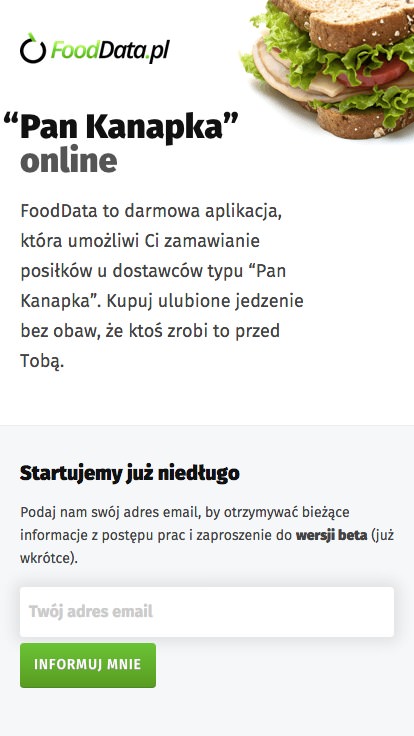 FoodData.pl
“Pan Kanapka”
online
FoodData to darmowa aplikacja,
która umożliwi Ci zamawianie
posiłków u dostawców typu “Pan
Kanapka”. Kupuj ulubione jedzenie
bez obaw, że ktoś zrobi to przed
Tobą.
Startujemy już niedługo
Podaj nam swój adres email, by otrzymywać bieżące
informacje z postępu prac i zaproszenie do wersji beta (już
wkrótce).
Twój adres email
INFORMUJ MNIE